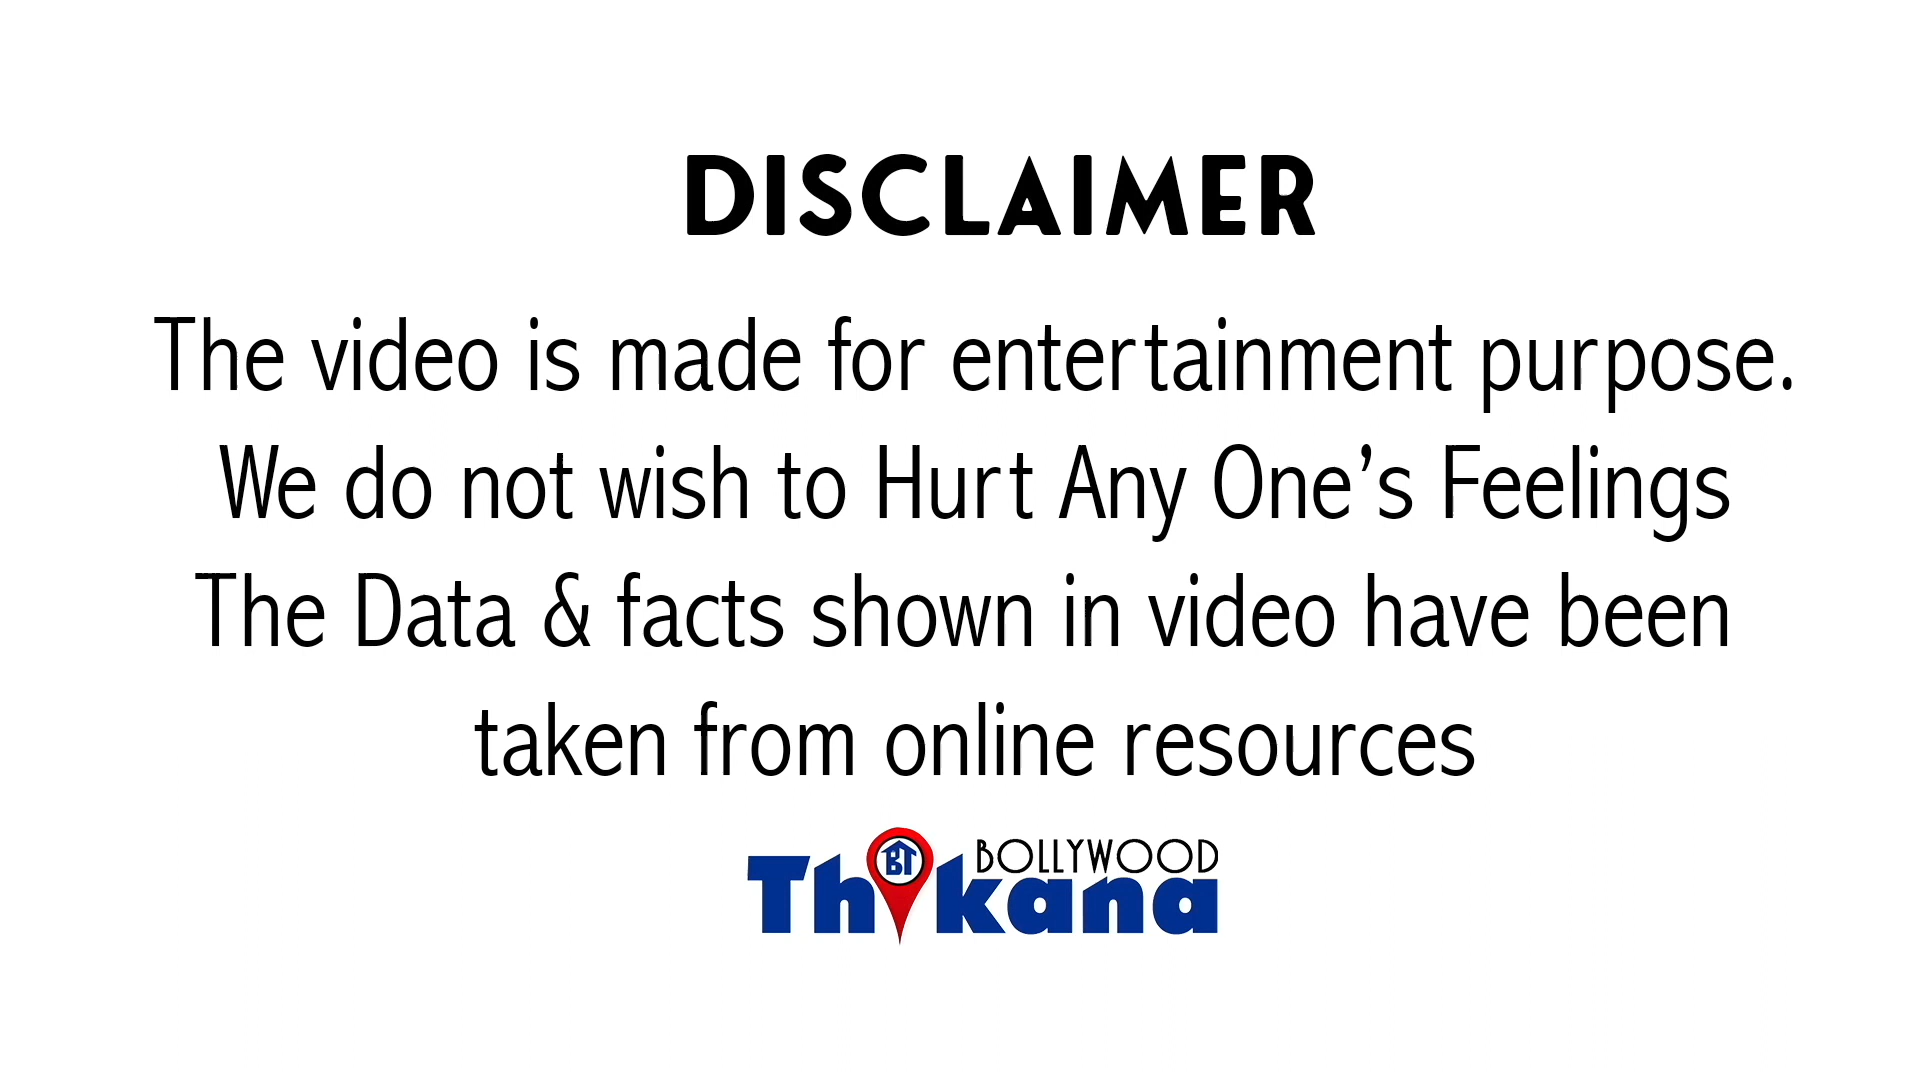 DISCLAIMER
The video is made for entertainment purpose.
We do not wish to Hurt Any One’s Feelings
The Data & facts shown in video have been
taken from online resources
BT
BOLLYWOOD
Thikana